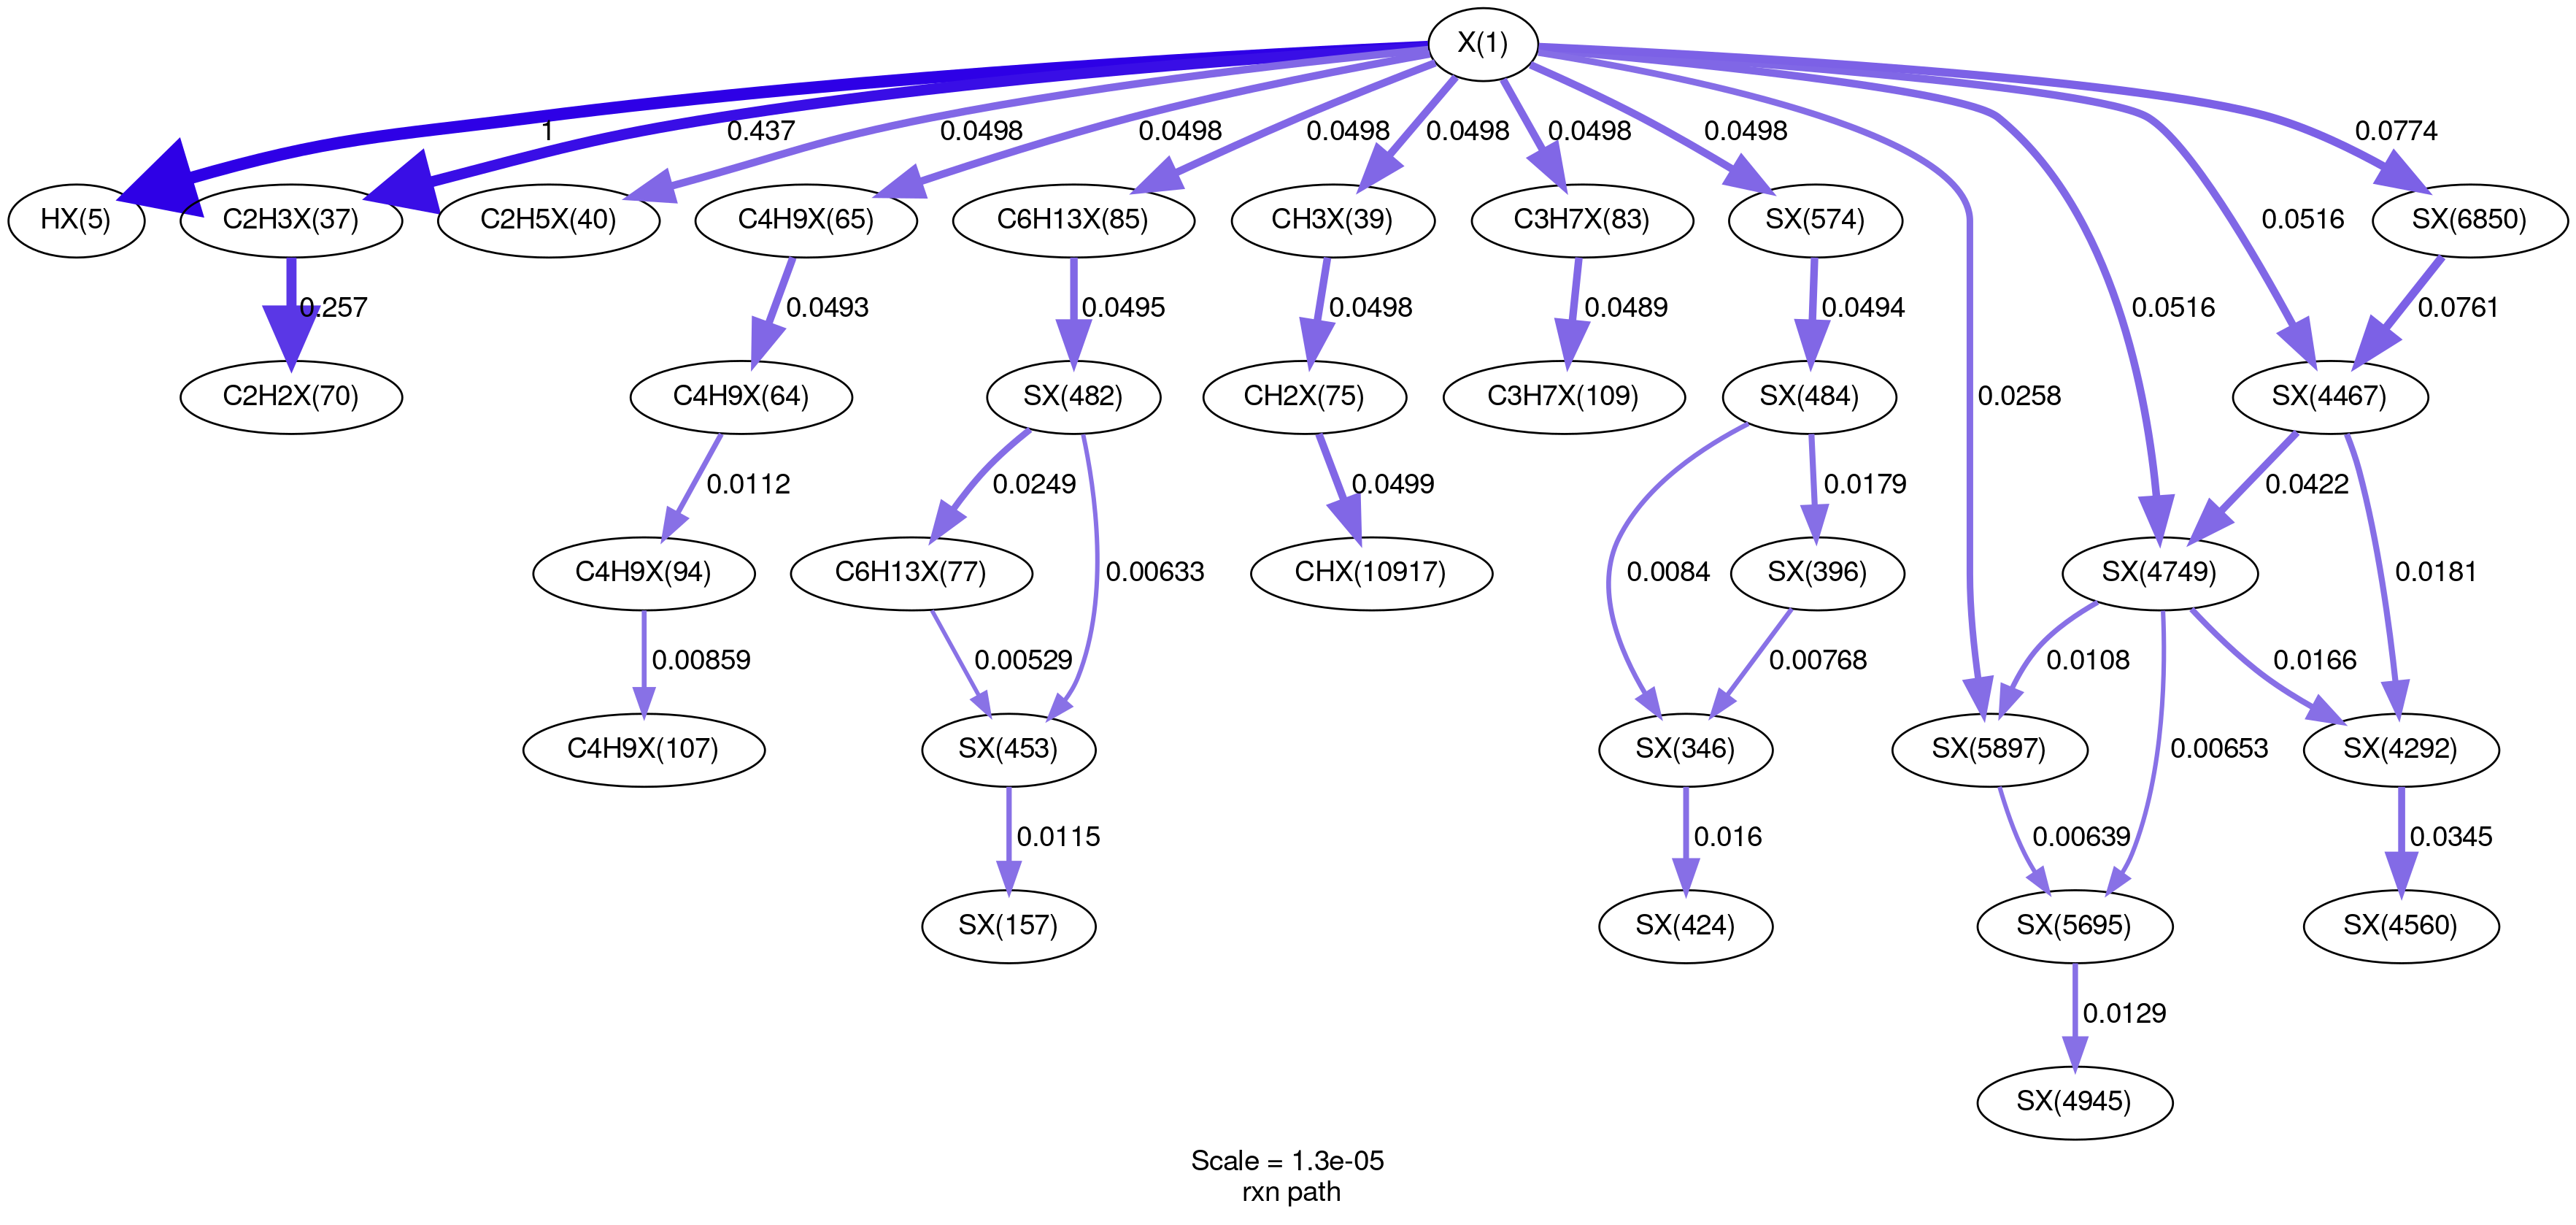 X(1)
1
0.437
0.0498
0.0498
0.0498
0.0498
0.0498
0.0498
0.0774
HX(5)
C2H3X(37)
C2H5X(40)
C4H9X(65)
C6H13X(85)
CH3X(39)
C3H7X(83)
SX(574)
0.0516
SX(6850)
0.257
0.0493
0.0495
0.0498
0.0489
0.0494
0.0516
0.0761
C2H2X(70)
C4H9X(64)
SX(482)
CH2X(75)
C3H7X(109)
SX(484)
0.0258
SX(4467)
0.0112
0.0249
0.0499
0.0179
0.0422
C4H9X(94)
C6H13X(77)
0.00633
CHX(10917)
0.0084
SX(396)
SX(4749)
0.0181
0.00859
0.00529
0.00768
0.0108
0.0166
C4H9X(107)
SX(453)
SX(346)
SX(5897)
0.00653
SX(4292)
0.0115
0.016
0.00639
0.0345
SX(157)
SX(424)
SX(5695)
SX(4560)
0.0129
SX(4945)
Scale = 1.3e-05
rxn path